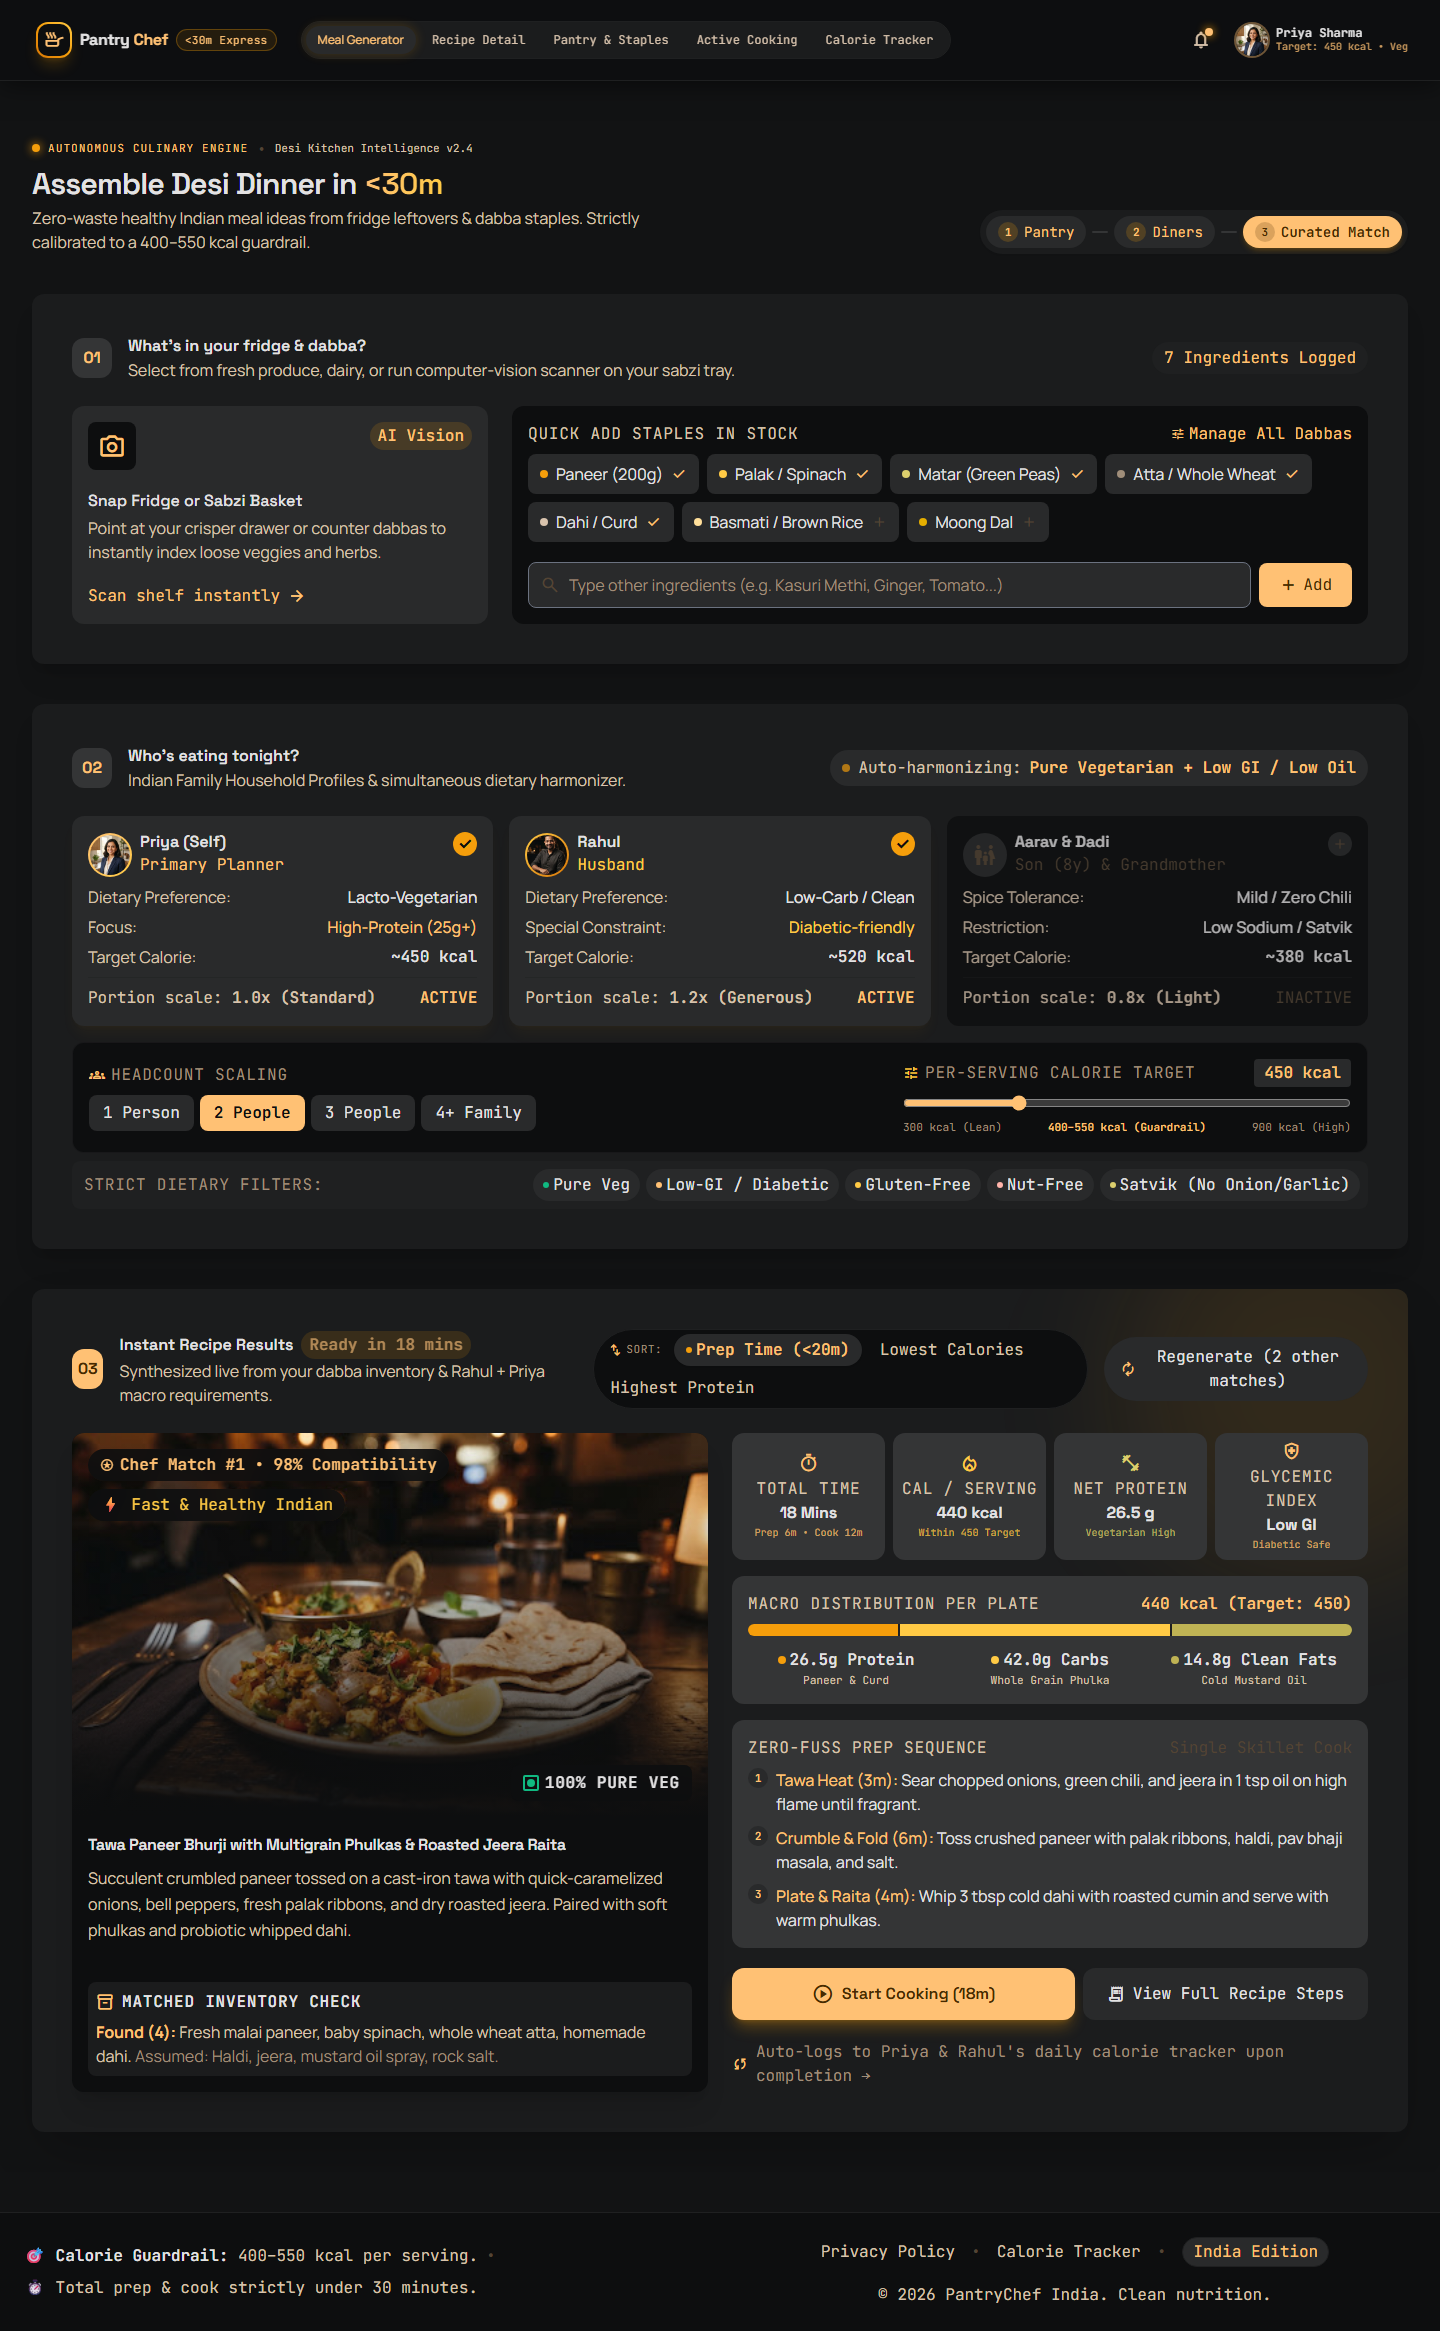 Pantry Chef <30m Express Meal Generator Recipe Detail Pantry & Staples Active Cooking Calorie Tracker Priya Sharma
Target: 450 kcal • Veg
AUTONOMOUS CULINARY ENGINE • Desi Kitchen Intelligence v2.4
Assemble Desi Dinner in <30m
Zero-waste healthy Indian meal ideas from fridge leftovers & dabba staples. Strictly
calibrated to a 400–550 kcal guardrail.
1 Pantry 2 Diners 3 Curated Match
01 What's in your fridge & dabba?
Select from fresh produce, dairy, or run computer-vision scanner on your sabzi tray.
7 Ingredients Logged
AI Vision
Snap Fridge or Sabzi Basket
Point at your crisper drawer or counter dabbas to
instantly index loose veggies and herbs.
Scan shelf instantly →
QUICK ADD STAPLES IN STOCK Manage All Dabbas
Paneer (200g) ✓ Palak / Spinach ✓ Matar (Green Peas) ✓ Atta / Whole Wheat ✓
Dahi / Curd ✓ Basmati / Brown Rice + Moong Dal +
Type other ingredients (e.g. Kasuri Methi, Ginger, Tomato...) + Add
02 Who's eating tonight?
Indian Family Household Profiles & simultaneous dietary harmonizer.
Auto-harmonizing: Pure Vegetarian + Low GI / Low Oil
Priya (Self)
Primary Planner
Dietary Preference: Lacto-Vegetarian
Focus: High-Protein (25g+)
Target Calorie: ~450 kcal
Portion scale: 1.0x (Standard) ACTIVE
Rahul
Husband
Dietary Preference: Low-Carb / Clean
Special Constraint: Diabetic-friendly
Target Calorie: ~520 kcal
Portion scale: 1.2x (Generous) ACTIVE
Aarav & Dadi
Son (8y) & Grandmother
Spice Tolerance: Mild / Zero Chili
Restriction: Low Sodium / Satvik
Target Calorie: ~380 kcal
Portion scale: 0.8x (Light) INACTIVE
HEADCOUNT SCALING
1 Person 2 People 3 People 4+ Family
PER-SERVING CALORIE TARGET 450 kcal
300 kcal (Lean) 400–550 kcal (Guardrail) 900 kcal (High)
STRICT DIETARY FILTERS: Pure Veg Low-GI / Diabetic Gluten-Free Nut-Free Satvik (No Onion/Garlic)
03 Instant Recipe Results Ready in 18 mins
Synthesized live from your dabba inventory & Rahul + Priya
macro requirements.
SORT: Prep Time (<20m) Lowest Calories
Highest Protein
Regenerate (2 other
matches)
Chef Match #1 • 98% Compatibility
Fast & Healthy Indian
100% PURE VEG
Tawa Paneer Bhurji with Multigrain Phulkas & Roasted Jeera Raita
Succulent crumbled paneer tossed on a cast-iron tawa with quick-caramelized
onions, bell peppers, fresh palak ribbons, and dry roasted jeera. Paired with soft
phulkas and probiotic whipped dahi.
MATCHED INVENTORY CHECK
Found (4): Fresh malai paneer, baby spinach, whole wheat atta, homemade
dahi. Assumed: Haldi, jeera, mustard oil spray, rock salt.
TOTAL TIME
18 Mins
Prep 6m • Cook 12m
CAL / SERVING
440 kcal
Within 450 Target
NET PROTEIN
26.5 g
Vegetarian High
GLYCEMIC
INDEX
Low GI
Diabetic Safe
MACRO DISTRIBUTION PER PLATE 440 kcal (Target: 450)
26.5g Protein
Paneer & Curd
42.0g Carbs
Whole Grain Phulka
14.8g Clean Fats
Cold Mustard Oil
ZERO-FUSS PREP SEQUENCE Single Skillet Cook
1 Tawa Heat (3m): Sear chopped onions, green chili, and jeera in 1 tsp oil on high
flame until fragrant.
2 Crumble & Fold (6m): Toss crushed paneer with palak ribbons, haldi, pav bhaji
masala, and salt.
3 Plate & Raita (4m): Whip 3 tbsp cold dahi with roasted cumin and serve with
warm phulkas.
Start Cooking (18m) View Full Recipe Steps
Auto-logs to Priya & Rahul's daily calorie tracker upon
completion →
🎯 Calorie Guardrail: 400–550 kcal per serving. •
⏱ Total prep & cook strictly under 30 minutes.
Privacy Policy • Calorie Tracker • India Edition
© 2026 PantryChef India. Clean nutrition.